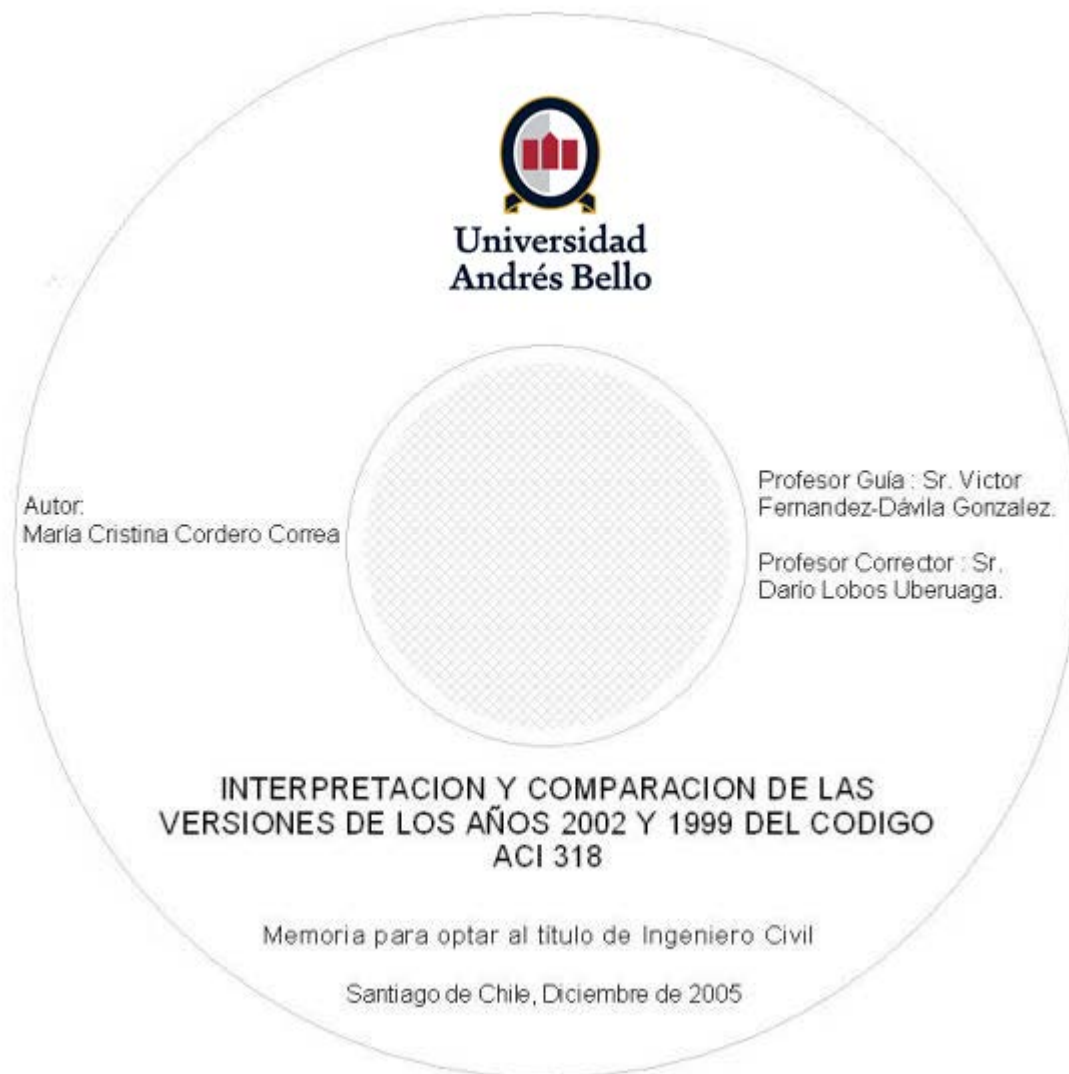 Universidad
Andrés Bello
Autor:
María Cristina Cordero Correa
Profesor Guía : Sr. Victor
Fernandez-Dávila Gonzalez.
Profesor Corrector : Sr.
Darío Lobos Uberuaga.
INTERPRETACION Y COMPARACION DE LAS
VERSIONES DE LOS AÑOS 2002 Y 1999 DEL CODIGO
ACI 318
Memoria para optar al título de Ingeniero Civil
Santiago de Chile, Diciembre de 2005